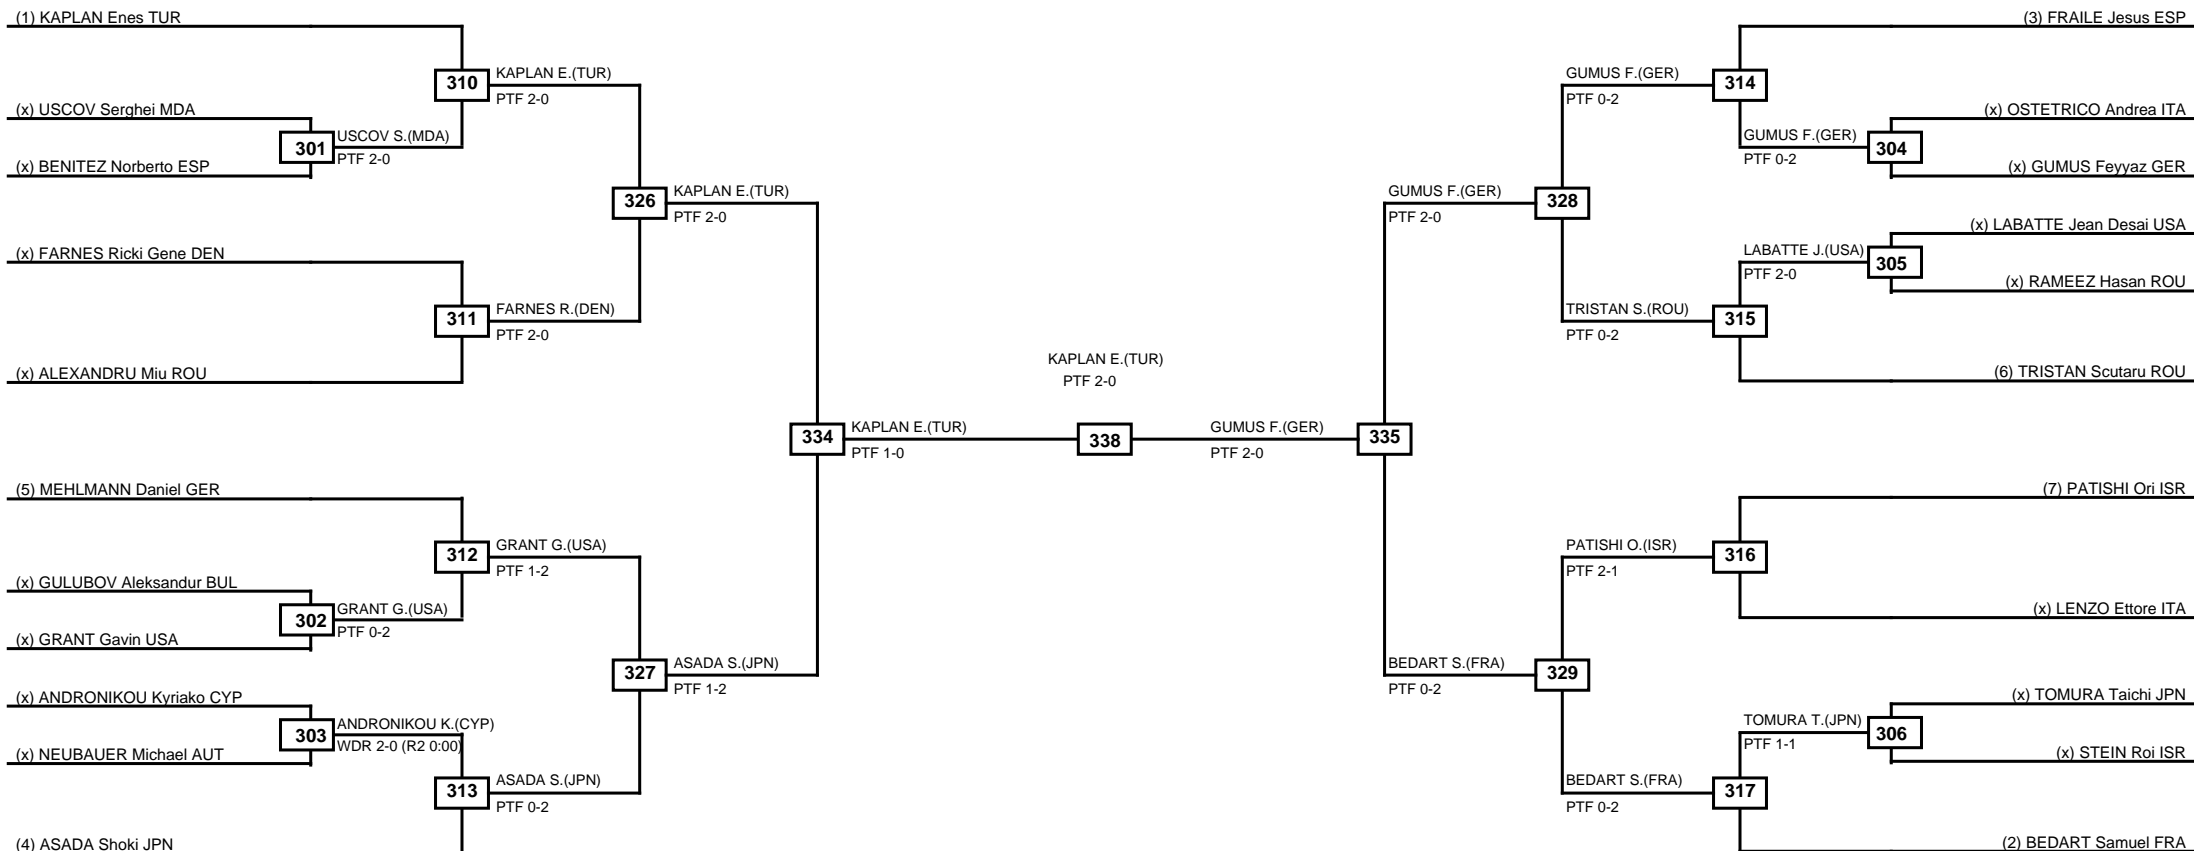 (1) KAPLAN Enes TUR
(x) USCOV Serghei MDA
(x) BENITEZ Norberto ESP
(x) FARNES Ricki Gene DEN
(x) ALEXANDRU Miu ROU
(5) MEHLMANN Daniel GER
(x) GULUBOV Aleksandur BUL
(x) GRANT Gavin USA
(x) ANDRONIKOU Kyriako CYP
(x) NEUBAUER Michael AUT
(4) ASADA Shoki JPN
301
USCOV S.(MDA)
PTF 2-0
302
GRANT G.(USA)
PTF 0-2
303
ANDRONIKOU K.(CYP)
WDR 2-0 (R2 0:00)
310
KAPLAN E.(TUR)
PTF 2-0
311
FARNES R.(DEN)
PTF 2-0
312
GRANT G.(USA)
PTF 1-2
313
ASADA S.(JPN)
PTF 0-2
326
KAPLAN E.(TUR)
PTF 2-0
327
ASADA S.(JPN)
PTF 1-2
334
KAPLAN E.(TUR)
PTF 1-0
KAPLAN E.(TUR)
PTF 2-0
338
GUMUS F.(GER)
PTF 2-0
335
GUMUS F.(GER)
PTF 2-0
328
BEDART S.(FRA)
PTF 0-2
329
GUMUS F.(GER)
PTF 0-2
314
TRISTAN S.(ROU)
PTF 0-2
315
PATISHI O.(ISR)
PTF 2-1
316
BEDART S.(FRA)
PTF 0-2
317
GUMUS F.(GER)
PTF 0-2
304
LABATTE J.(USA)
PTF 2-0
305
TOMURA T.(JPN)
PTF 1-1
306
(3) FRAILE Jesus ESP
(x) OSTETRICO Andrea ITA
(x) GUMUS Feyyaz GER
(x) LABATTE Jean Desai USA
(x) RAMEEZ Hasan ROU
(6) TRISTAN Scutaru ROU
(7) PATISHI Ori ISR
(x) LENZO Ettore ITA
(x) TOMURA Taichi JPN
(x) STEIN Roi ISR
(2) BEDART Samuel FRA